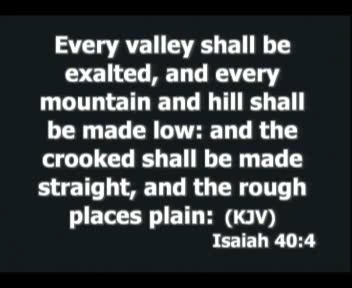 Every valley shall be
exalted, and every
mountain and hill shall
be made low: and the
crooked shall be made
straight, and the rough
places plain: (KJV)
Isaiah 40:4